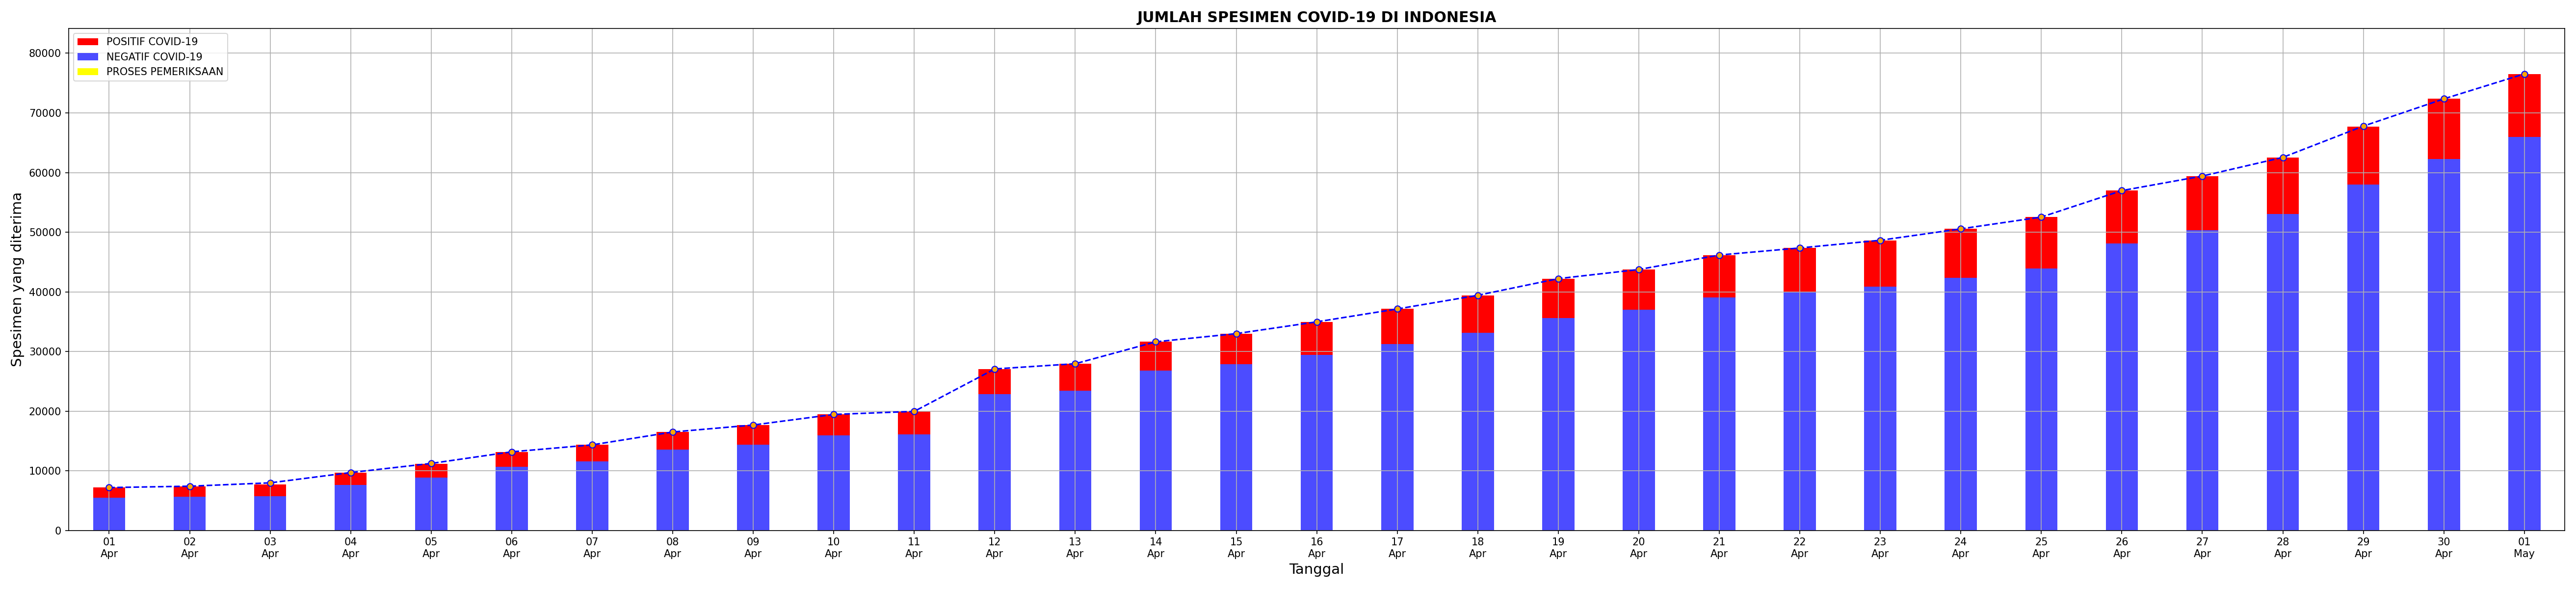 JUMLAH SPESIMEN COVID-19 DI INDONESIA
POSITIF COVID-19
NEGATIF COVID-19
PROSES PEMERIKSAAN
Spesimen yang diterima
80000
70000
60000
50000
40000
30000
20000
10000
0
01 02 03 04 05 06 07 08 09 10 11 12 13 14 15 16 17 18 19 20 21 22 23 24 25 26 27 28 29 30 01
Apr Apr Apr Apr Apr Apr Apr Apr Apr Apr Apr Apr Apr Apr Apr Apr Apr Apr Apr Apr Apr Apr Apr Apr Apr Apr Apr Apr Apr Apr May
Tanggal